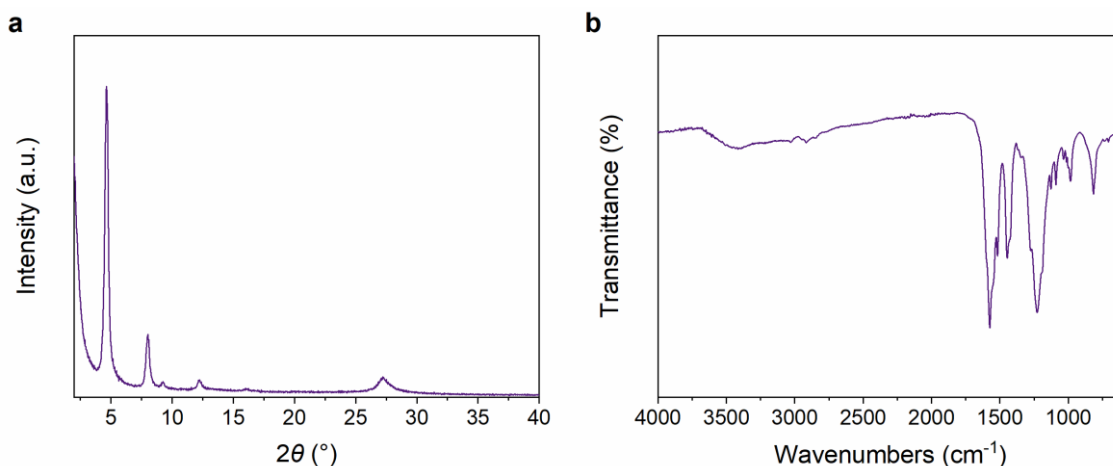 a
b
Intensity (a.u.)
5 10 15 20 25 30 35 40
2θ (°)
Transmittance (%)
4000 3500 3000 2500 2000 1500 1000
Wavenumbers (cm⁻¹)